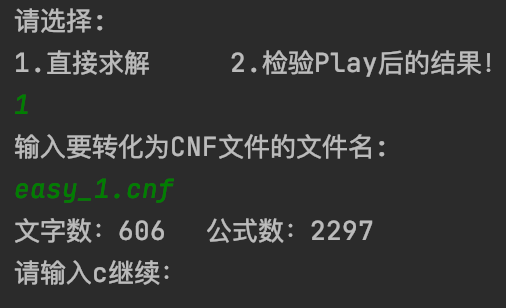 请选择:
1.直接求解     2.检验Play后的结果!
1
输入要转化为CNF文件的文件名:
easy_1.cnf
文字数: 606   公式数: 2297
请输入c继续: